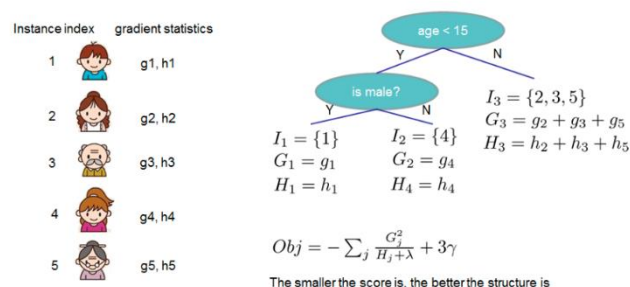 Instance index gradient statistics
1 g1, h1
2 g2, h2
3 g3, h3
4 g4, h4
5 g5, h5
age < 15
Y N
is male?
Y N
I₁ = {1}
G₁ = g₁
H₁ = h₁
I₂ = {4}
G₂ = g₄
H₄ = h₄
I₃ = {2, 3, 5}
G₃ = g₂ + g₃ + g₅
H₃ = h₂ + h₃ + h₅
Obj = −∑ⱼ Gⱼ²/(Hⱼ+λ) + 3γ
The smaller the score is, the better the structure is